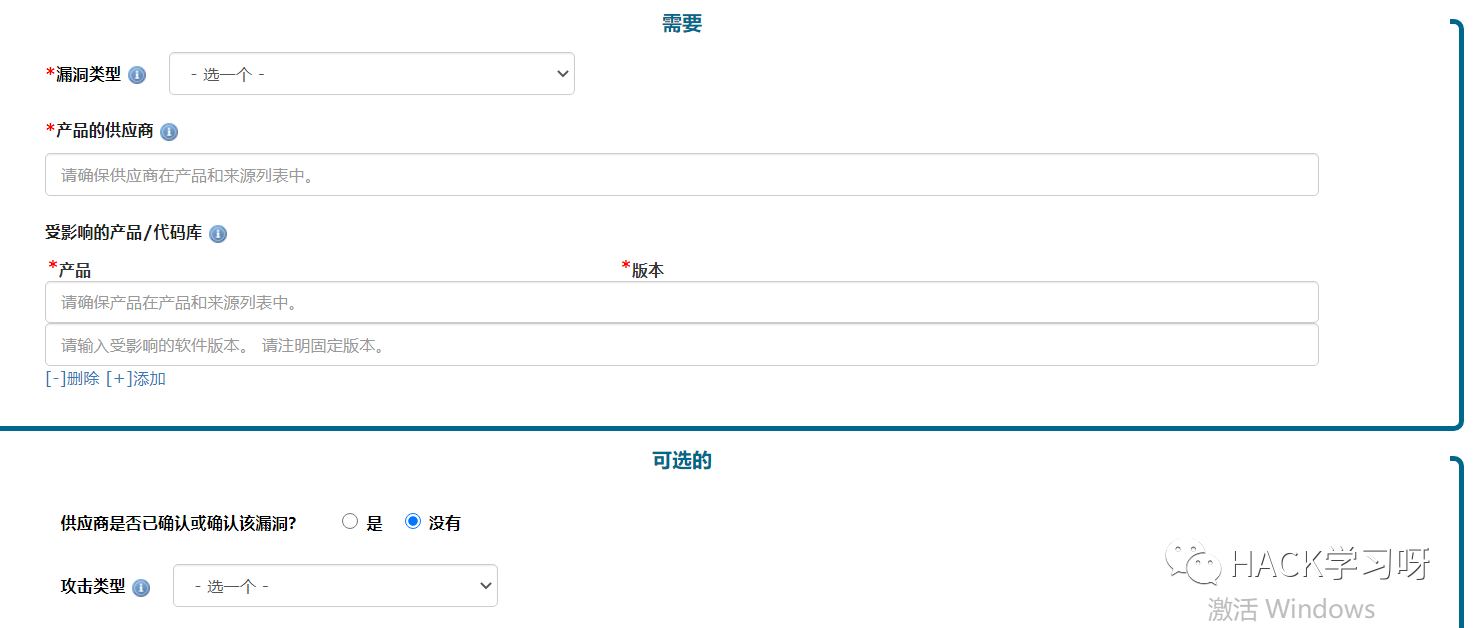 需要
*漏洞类型 - 选一个 -
*产品的供应商
请确保供应商在产品和来源列表中。
受影响的产品/代码库
*产品 *版本
请确保产品在产品和来源列表中。
请输入受影响的软件版本。 请注明固定版本。
[-]删除 [+]添加
可选的
供应商是否已确认或确认该漏洞? 是 没有
攻击类型 - 选一个 -
HACK学习呀
激活 Windows